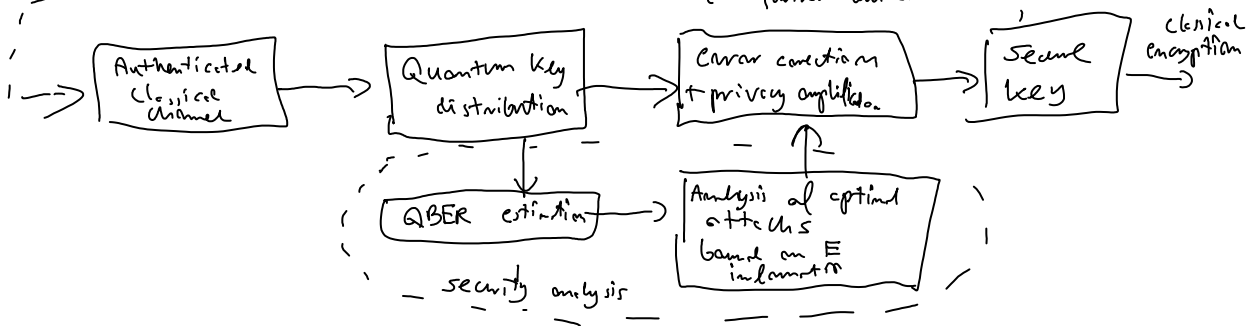 Authenticated
classical
channel
Quantum key
distribution
error correction
+ privacy amplification
secure
key
classical
encryption
QBER estimation
Analysis of optimal
attacks
bound on E
information
security analysis